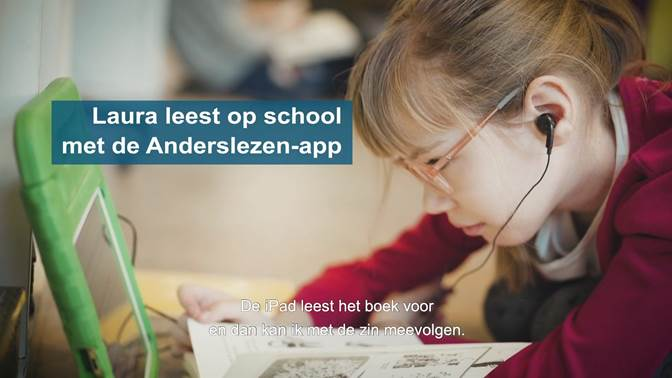 Laura leest op school
met de Anderslezen-app
De iPad leest het boek voor
en dan kan ik met de zin meevolgen.